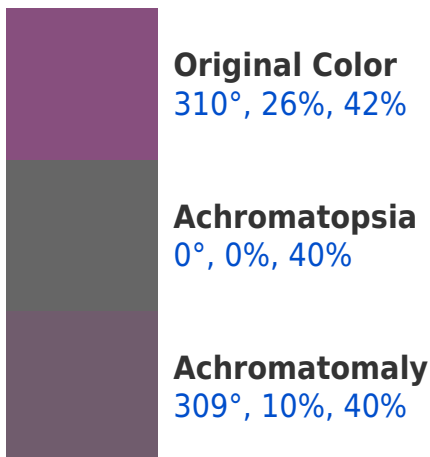 Original Color
310°, 26%, 42%
Achromatopsia
0°, 0%, 40%
Achromatomaly
309°, 10%, 40%